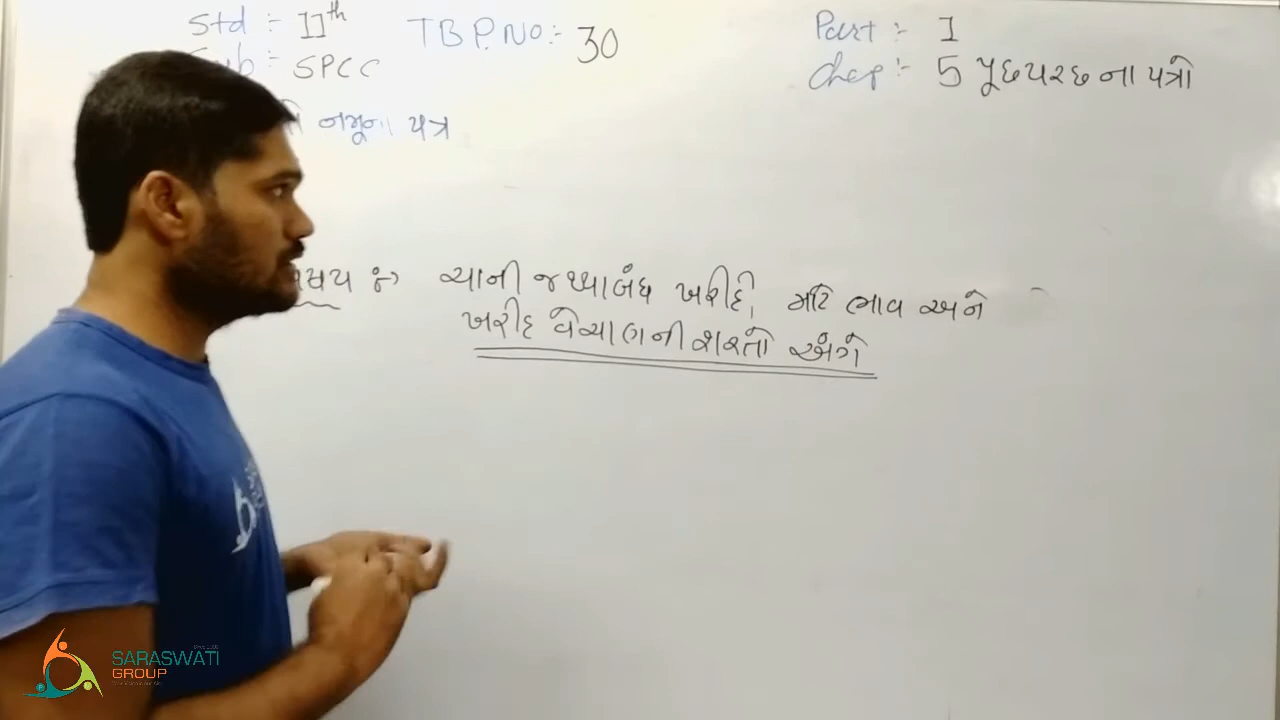 Std :- 11th
TBP.No:- 30
Part :- I
Sub :- SPCC
Chap :- 5 પૂછપરછ ના પત્રો
નમૂના પત્ર
ચાની જથ્થાબંધ ખરીદી, માટે ભાવ અને
ખરીદ વેચાણની શરતો અંગે
SARASWATI
GROUP